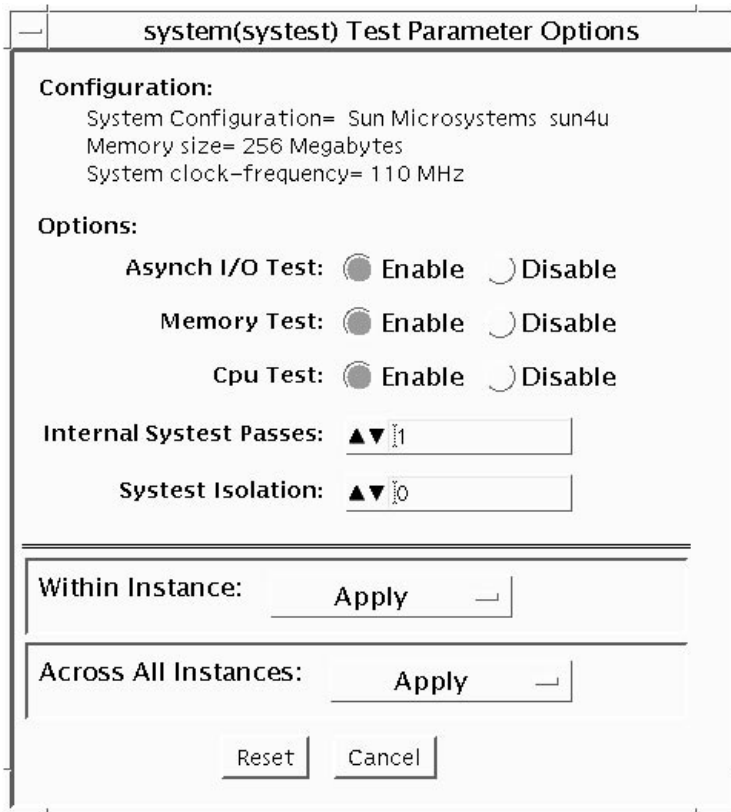 system(systest) Test Parameter Options
Configuration:
System Configuration= Sun Microsystems sun4u
Memory size= 256 Megabytes
System clock-frequency= 110 MHz
Options:
Asynch I/O Test: Enable Disable
Memory Test: Enable Disable
Cpu Test: Enable Disable
Internal Systest Passes: 1
Systest Isolation: 0
Within Instance: Apply
Across All Instances: Apply
Reset Cancel